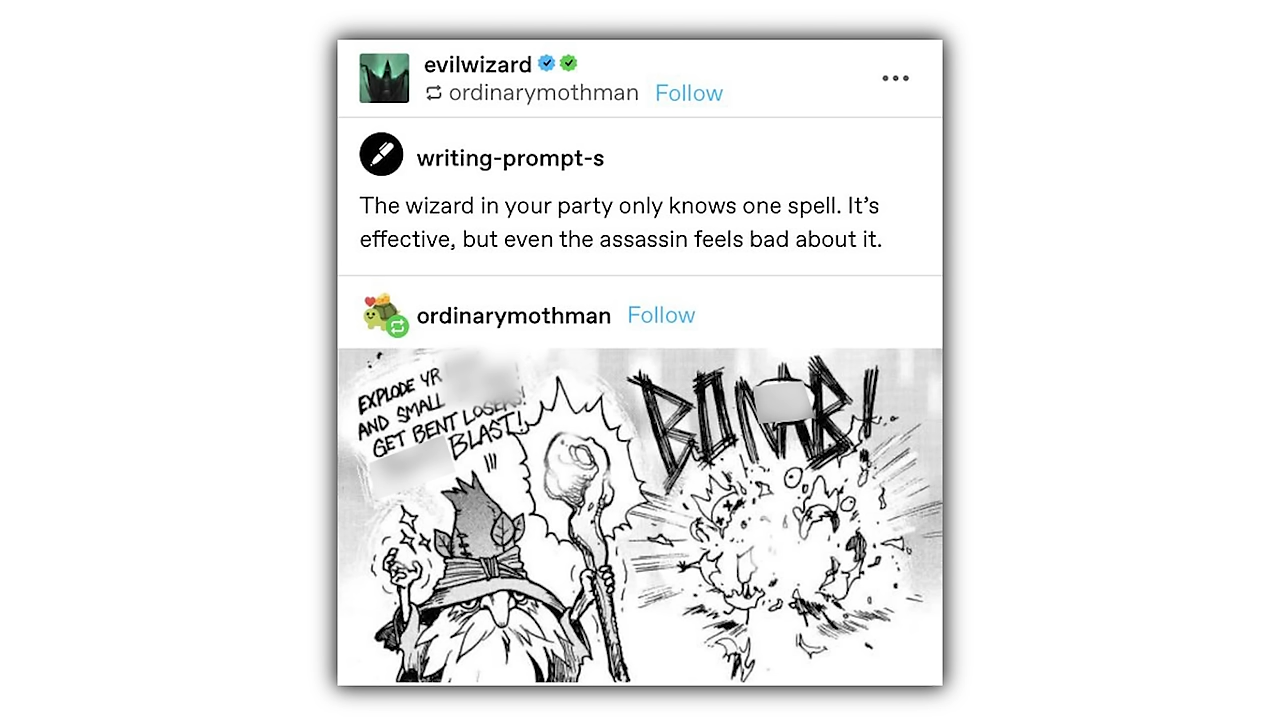 evilwizard
ordinarymothman Follow
writing-prompt-s
The wizard in your party only knows one spell. It’s
effective, but even the assassin feels bad about it.
ordinarymothman Follow
EXPLODE YR
AND SMALL
GET BENT LOSERS!
BLAST!